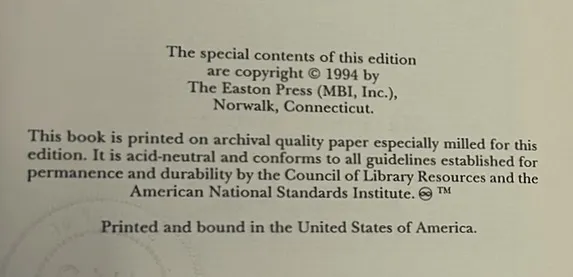 The special contents of this edition
are copyright © 1994 by
The Easton Press (MBI, Inc.),
Norwalk, Connecticut.
This book is printed on archival quality paper especially milled for this
edition. It is acid-neutral and conforms to all guidelines established for
permanence and durability by the Council of Library Resources and the
American National Standards Institute. ♾ ™
Printed and bound in the United States of America.